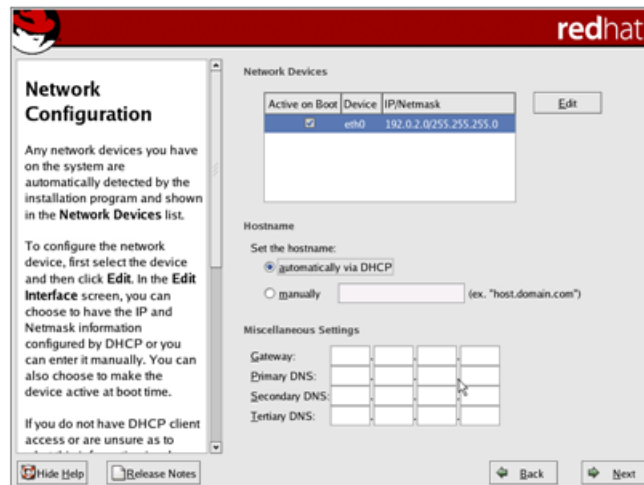 redhat
Network
Configuration
Any network devices you have
on the system are
automatically detected by the
installation program and shown
in the Network Devices list.
To configure the network
device, first select the device
and then click Edit. In the Edit
Interface screen, you can
choose to have the IP and
Netmask information
configured by DHCP or you
can enter it manually. You can
also choose to make the
device active at boot time.
If you do not have DHCP client
access or are unsure as to
Network Devices
Active on Boot Device IP/Netmask
eth0 192.0.2.0/255.255.255.0
Edit
Hostname
Set the hostname:
automatically via DHCP
manually (ex. "host.domain.com")
Miscellaneous Settings
Gateway: . . .
Primary DNS: . . .
Secondary DNS: . . .
Tertiary DNS: . . .
Hide Help
Release Notes
Back
Next